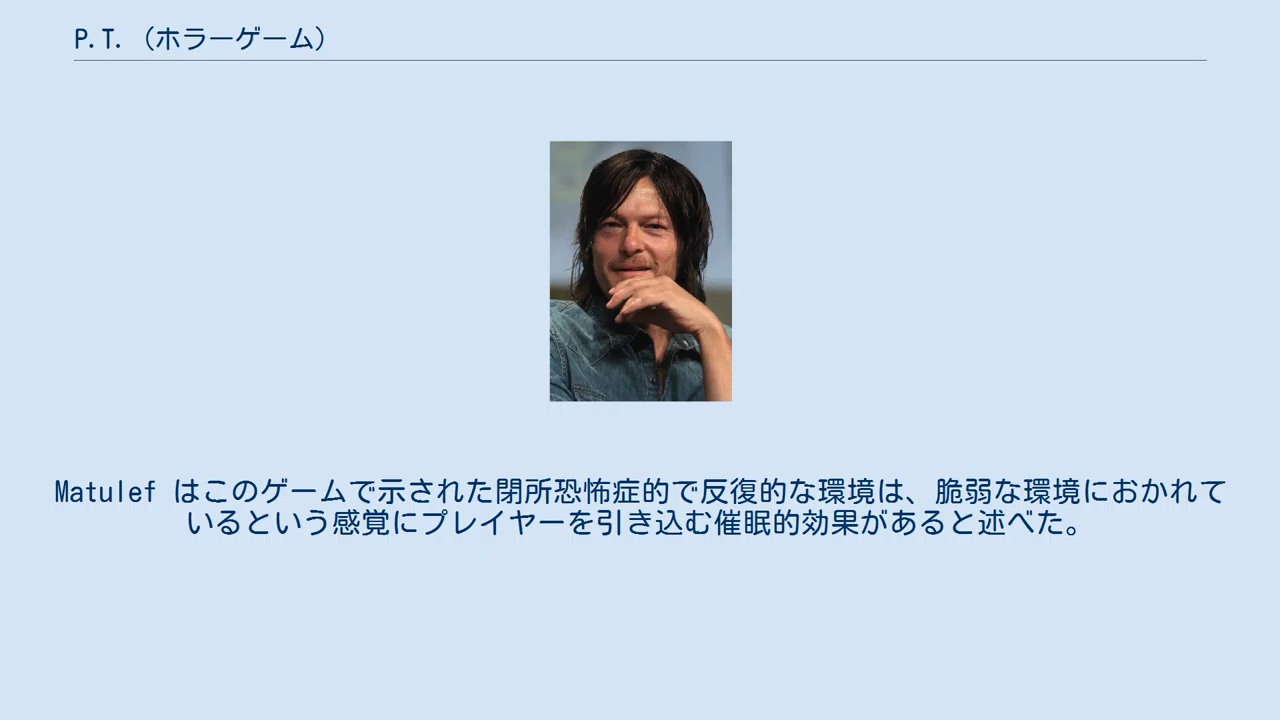 P.T.（ホラーゲーム）
Matulef はこのゲームで示された閉所恐怖症的で反復的な環境は、脆弱な環境におかれて
いるという感覚にプレイヤーを引き込む催眠的効果があると述べた。